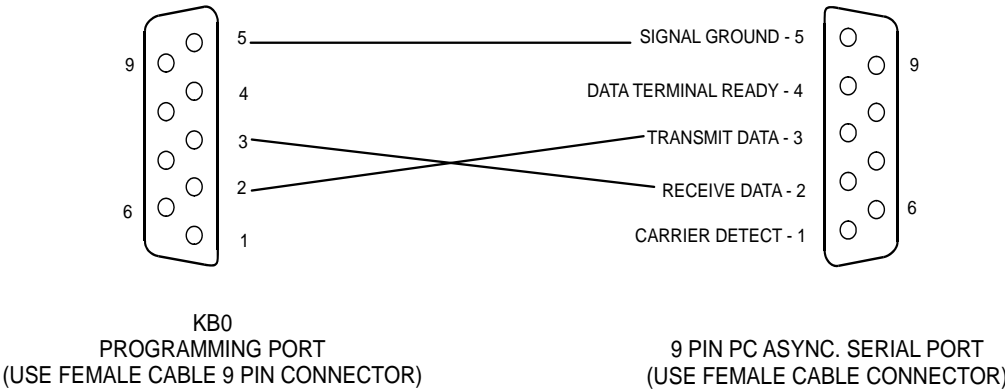 5 SIGNAL GROUND - 5
9 9
4 DATA TERMINAL READY - 4
3 TRANSMIT DATA - 3
2 RECEIVE DATA - 2
6 6
1 CARRIER DETECT - 1
KB0
PROGRAMMING PORT
(USE FEMALE CABLE 9 PIN CONNECTOR)
9 PIN PC ASYNC. SERIAL PORT
(USE FEMALE CABLE CONNECTOR)